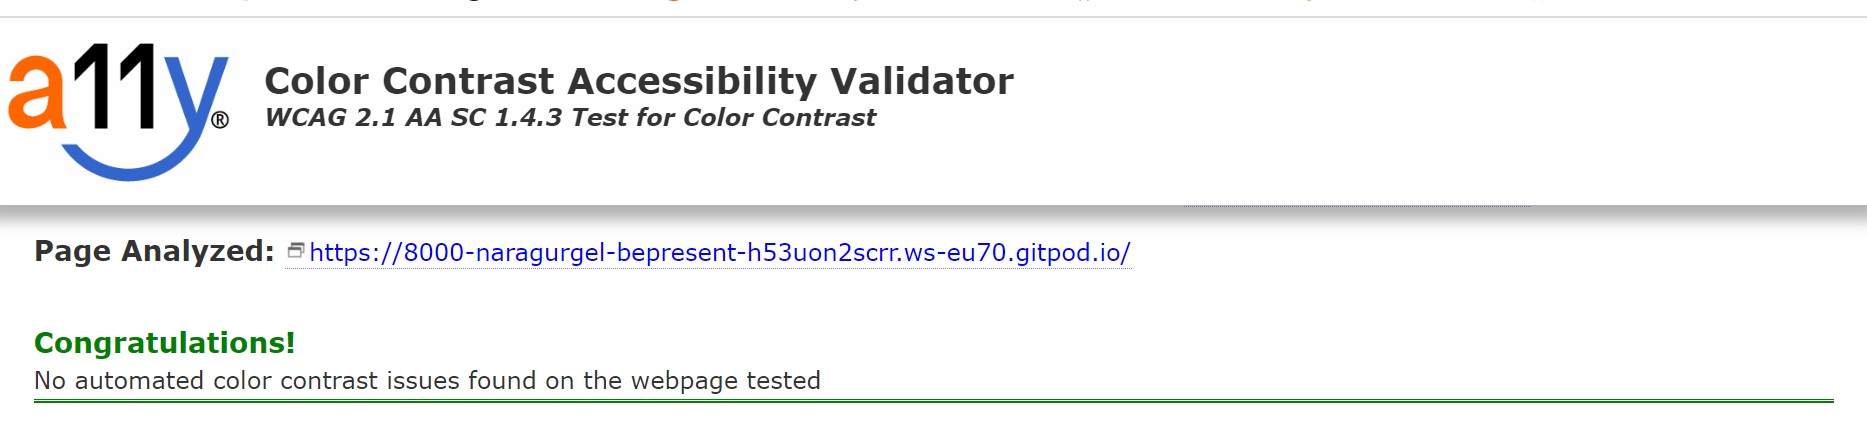 a11y®
Color Contrast Accessibility Validator
WCAG 2.1 AA SC 1.4.3 Test for Color Contrast
Page Analyzed: https://8000-naragurgel-bepresent-h53uon2scrr.ws-eu70.gitpod.io/
Congratulations!
No automated color contrast issues found on the webpage tested